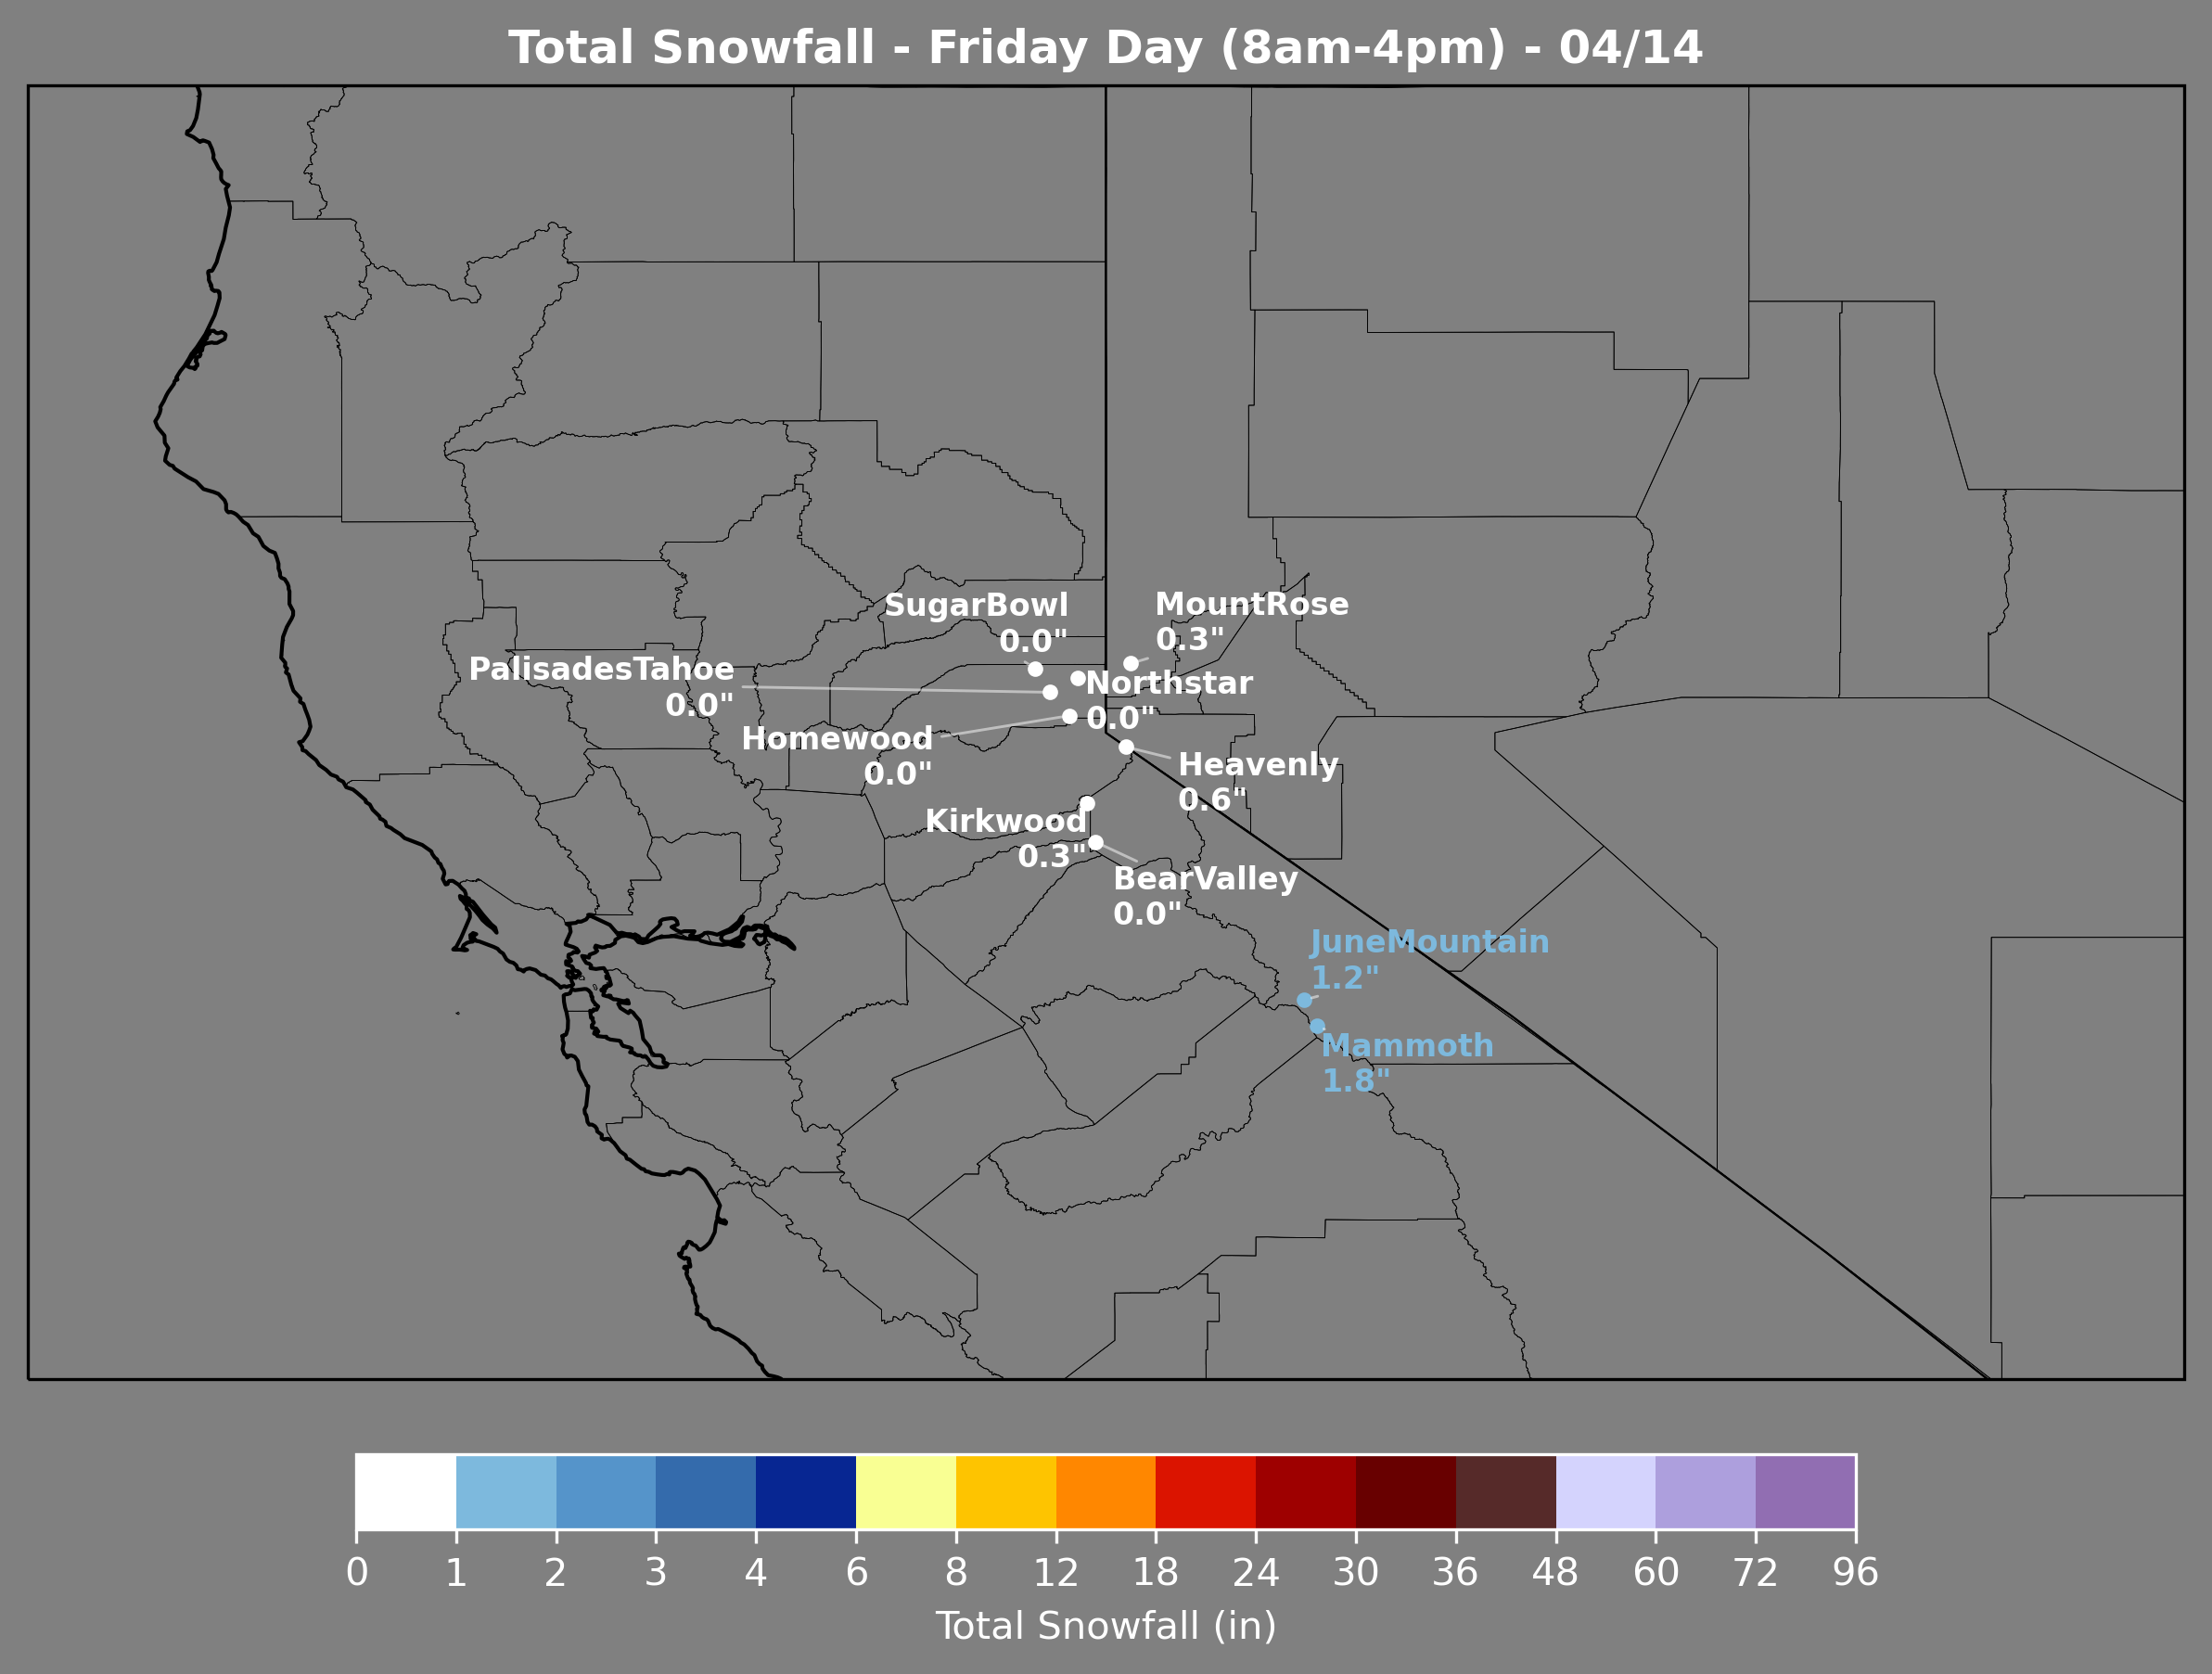 Total Snowfall - Friday Day (8am-4pm) - 04/14
SugarBowl
0.0"
MountRose
0.3"
PalisadesTahoe
0.0"
Northstar
0.0"
Homewood
0.0"
Heavenly
0.6"
Kirkwood
0.3"
BearValley
0.0"
JuneMountain
1.2"
Mammoth
1.8"
0 1 2 3 4 6 8 12 18 24 30 36 48 60 72 96
Total Snowfall (in)